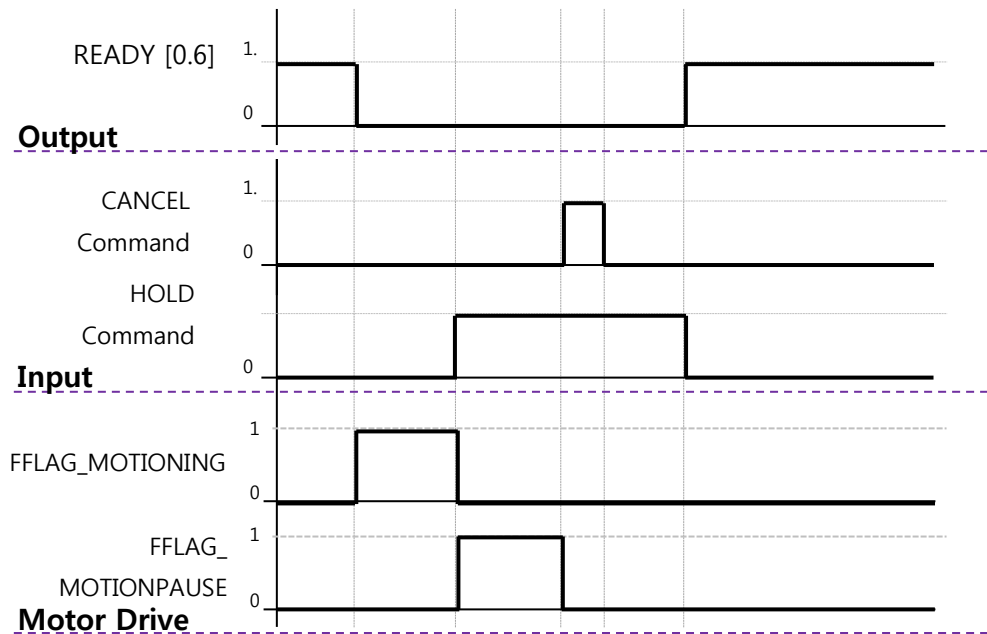 READY [0.6]
1.
0
Output
CANCEL
Command
1.
0
HOLD
Command
0
Input
FFLAG_MOTIONING
1
0
FFLAG_
MOTIONPAUSE
1
0
Motor Drive